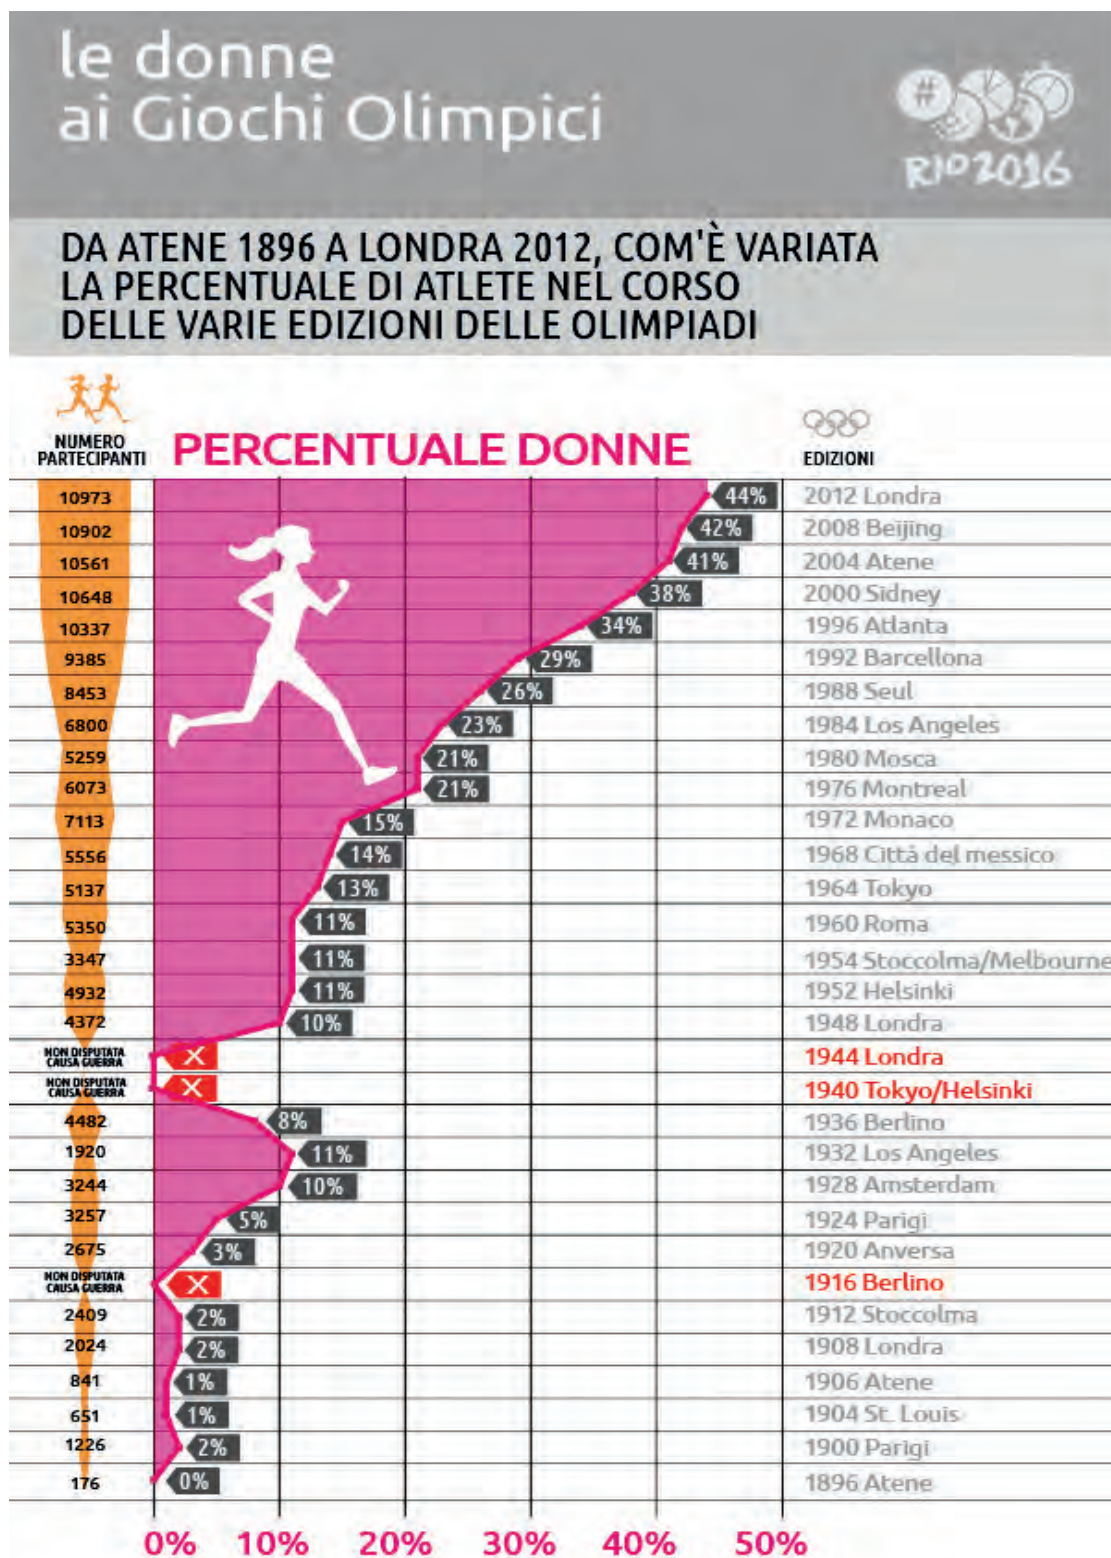 le donne
ai Giochi Olimpici
#
RIO2016
DA ATENE 1896 A LONDRA 2012, COM'È VARIATA
LA PERCENTUALE DI ATLETE NEL CORSO
DELLE VARIE EDIZIONI DELLE OLIMPIADI
NUMERO
PARTECIPANTI
PERCENTUALE DONNE
EDIZIONI
10973 44% 2012 Londra
10902 42% 2008 Beijing
10561 41% 2004 Atene
10648 38% 2000 Sidney
10337 34% 1996 Atlanta
9385 29% 1992 Barcellona
8453 26% 1988 Seul
6800 23% 1984 Los Angeles
5259 21% 1980 Mosca
6073 21% 1976 Montreal
7113 15% 1972 Monaco
5556 14% 1968 Città del messico
5137 13% 1964 Tokyo
5350 11% 1960 Roma
3347 11% 1954 Stoccolma/Melbourne
4932 11% 1952 Helsinki
4372 10% 1948 Londra
NON DISPUTATA
CAUSA GUERRA X 1944 Londra
NON DISPUTATA
CAUSA GUERRA X 1940 Tokyo/Helsinki
4482 8% 1936 Berlino
1920 11% 1932 Los Angeles
3244 10% 1928 Amsterdam
3257 5% 1924 Parigi
2675 3% 1920 Anversa
NON DISPUTATA
CAUSA GUERRA X 1916 Berlino
2409 2% 1912 Stoccolma
2024 2% 1908 Londra
841 1% 1906 Atene
651 1% 1904 St. Louis
1226 2% 1900 Parigi
176 0% 1896 Atene
0% 10% 20% 30% 40% 50%